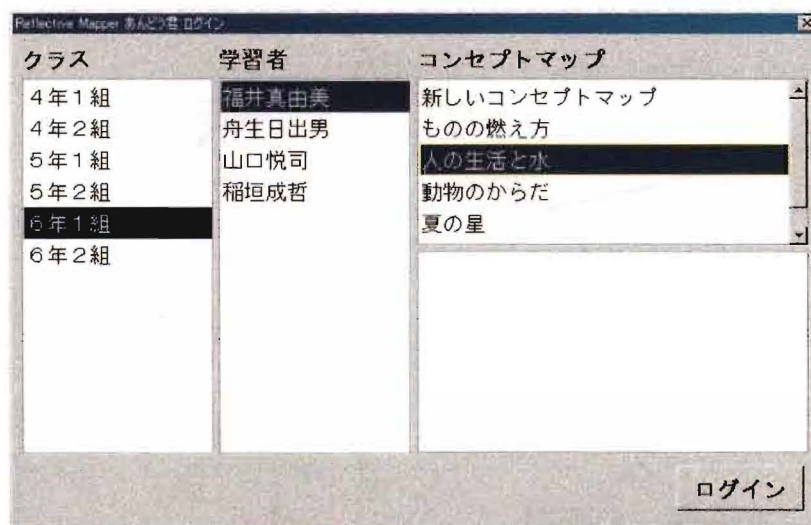 Reflective Mapper あんどう君 ログイン
クラス
4年1組
4年2組
5年1組
5年2組
6年1組
6年2組
学習者
福井真由美
舟生日出男
山口悦司
稲垣成哲
コンセプトマップ
新しいコンセプトマップ
ものの燃え方
人の生活と水
動物のからだ
夏の星
ログイン